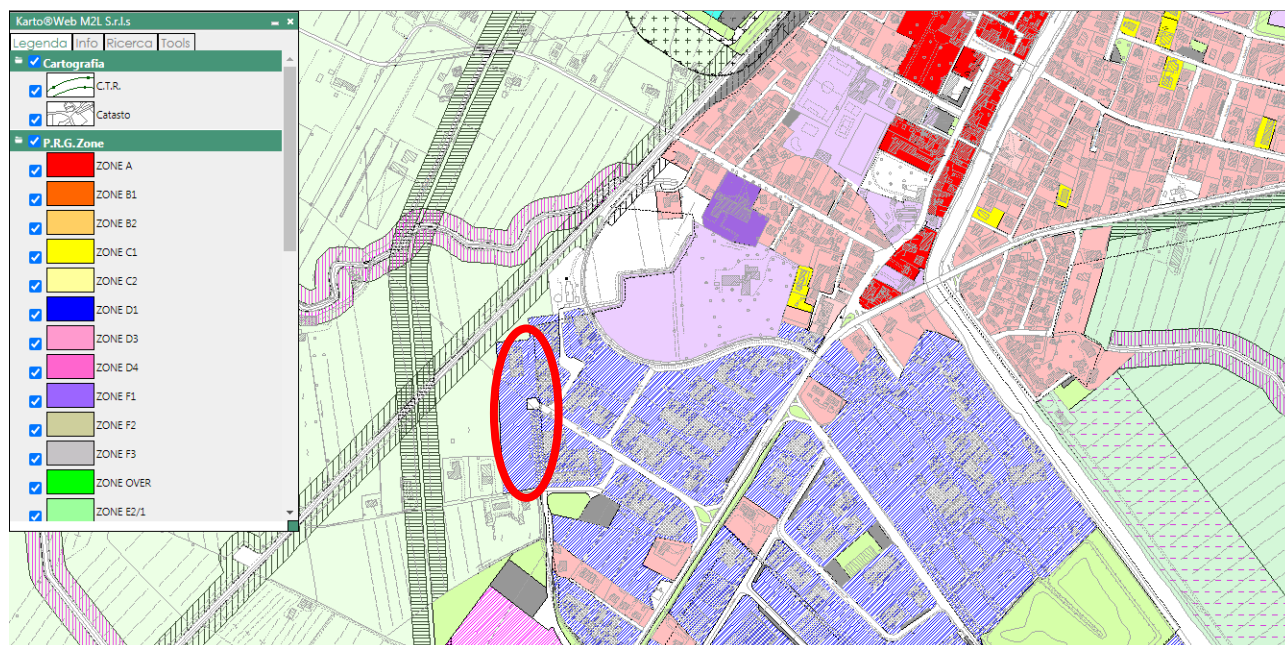 Karto®Web M2L S.r.l.s
Legenda Info Ricerca Tools
Cartografia
C.T.R.
Catasto
P.R.G. Zone
ZONE A
ZONE B1
ZONE B2
ZONE C1
ZONE C2
ZONE D1
ZONE D3
ZONE D4
ZONE F1
ZONE F2
ZONE F3
ZONE OVER
ZONE E2/1